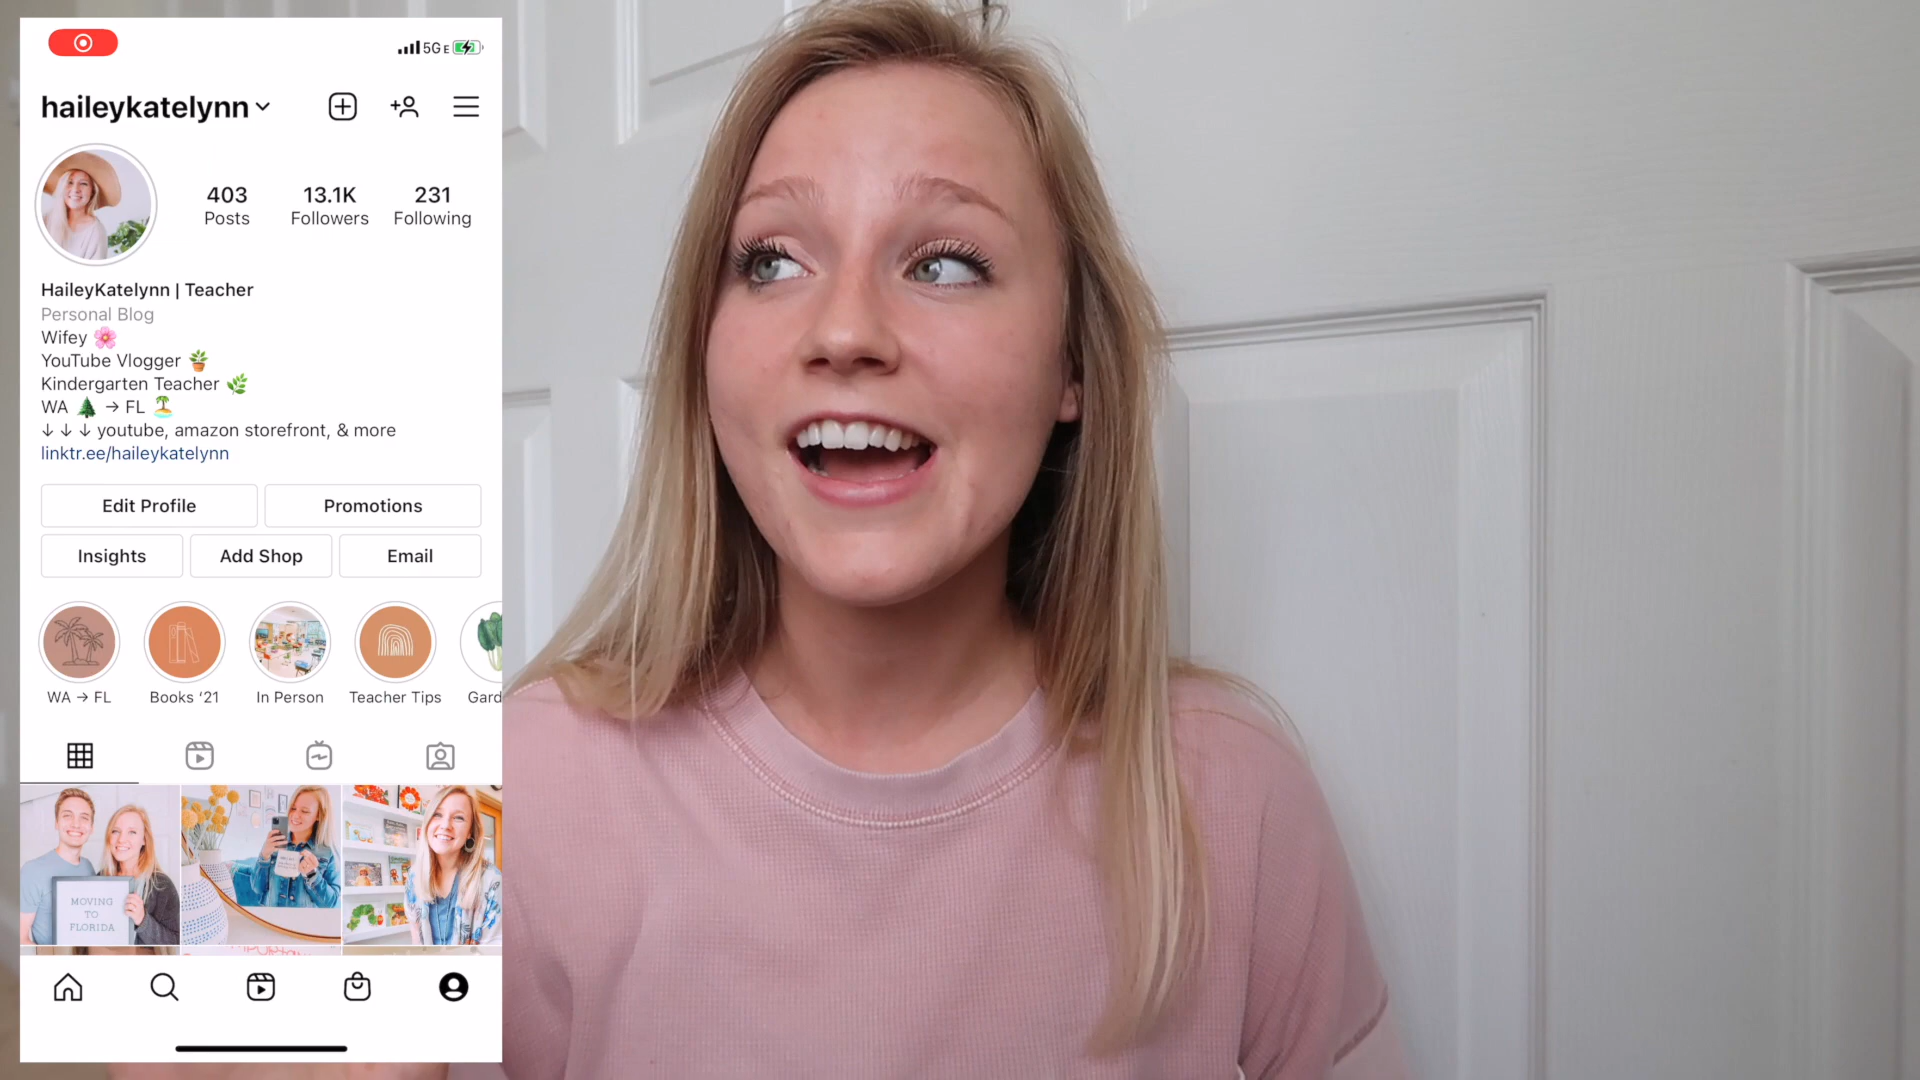 5G E
haileykatelynn
403
13.1K
231
Posts
Followers
Following
HaileyKatelynn | Teacher
Personal Blog
Wifey 🌸
YouTube Vlogger 🪴
Kindergarten Teacher 🌿
WA 🌲 → FL 🏝️
↓ ↓ ↓ youtube, amazon storefront, & more
linktr.ee/haileykatelynn
Edit Profile
Promotions
Insights
Add Shop
Email
WA → FL
Books ‘21
In Person
Teacher Tips
Gard
MOVING
TO
FLORIDA